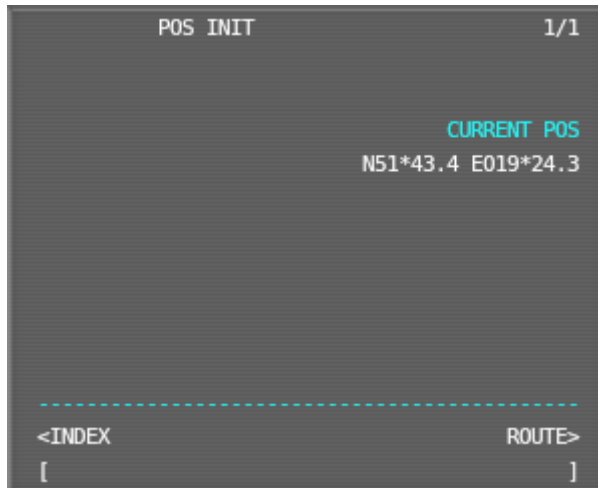 POS INIT 1/1
CURRENT POS
N51*43.4 E019*24.3
--------------------------------------------
<INDEX ROUTE>
[ ]